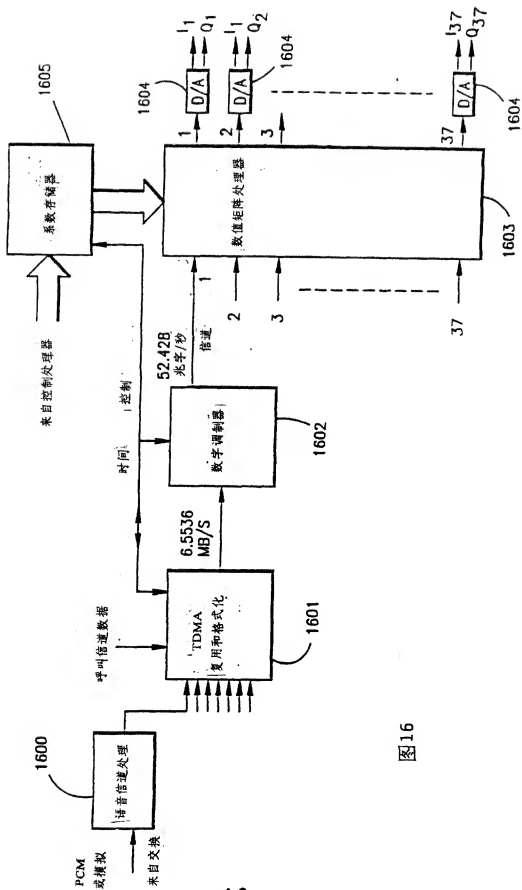 PCM
或模拟
来自交换
1600
语音信道处理
呼叫信道数据
TDMA
复用和格式化
1601
6.5536
MB/S
时间
控制
数字调制器
1602
52.428
兆字/秒
信道
来自控制处理器
系数存储器
1605
1
2
3
37
数值矩阵处理器
1603
1
2
3
37
D/A
1604
I1
Q1
D/A
1604
I1
Q2
D/A
1604
I37
Q37
图16